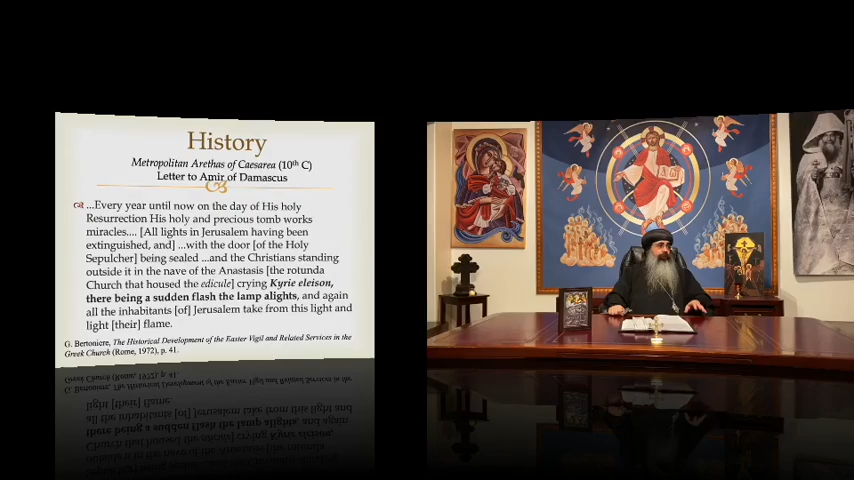 History
Metropolitan Arethas of Caesarea (10th C)
Letter to Amir of Damascus
...Every year until now on the day of His holy
Resurrection His holy and precious tomb works
miracles.... [All lights in Jerusalem having been
extinguished, and] ...with the door [of the Holy
Sepulcher] being sealed ...and the Christians standing
outside it in the nave of the Anastasis [the rotunda
Church that housed the edicule] crying Kyrie eleison,
there being a sudden flash the lamp alights, and again
all the inhabitants [of] Jerusalem take from this light and
light [their] flame.
G. Bertoniere, The Historical Development of the Easter Vigil and Related Services in the
Greek Church (Rome, 1972), p. 41.